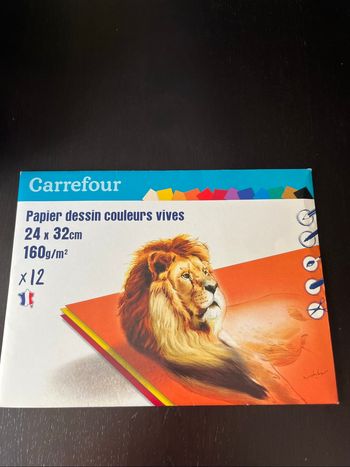 Carrefour
Papier dessin couleurs vives
24 x 32cm
160g/m²
x12